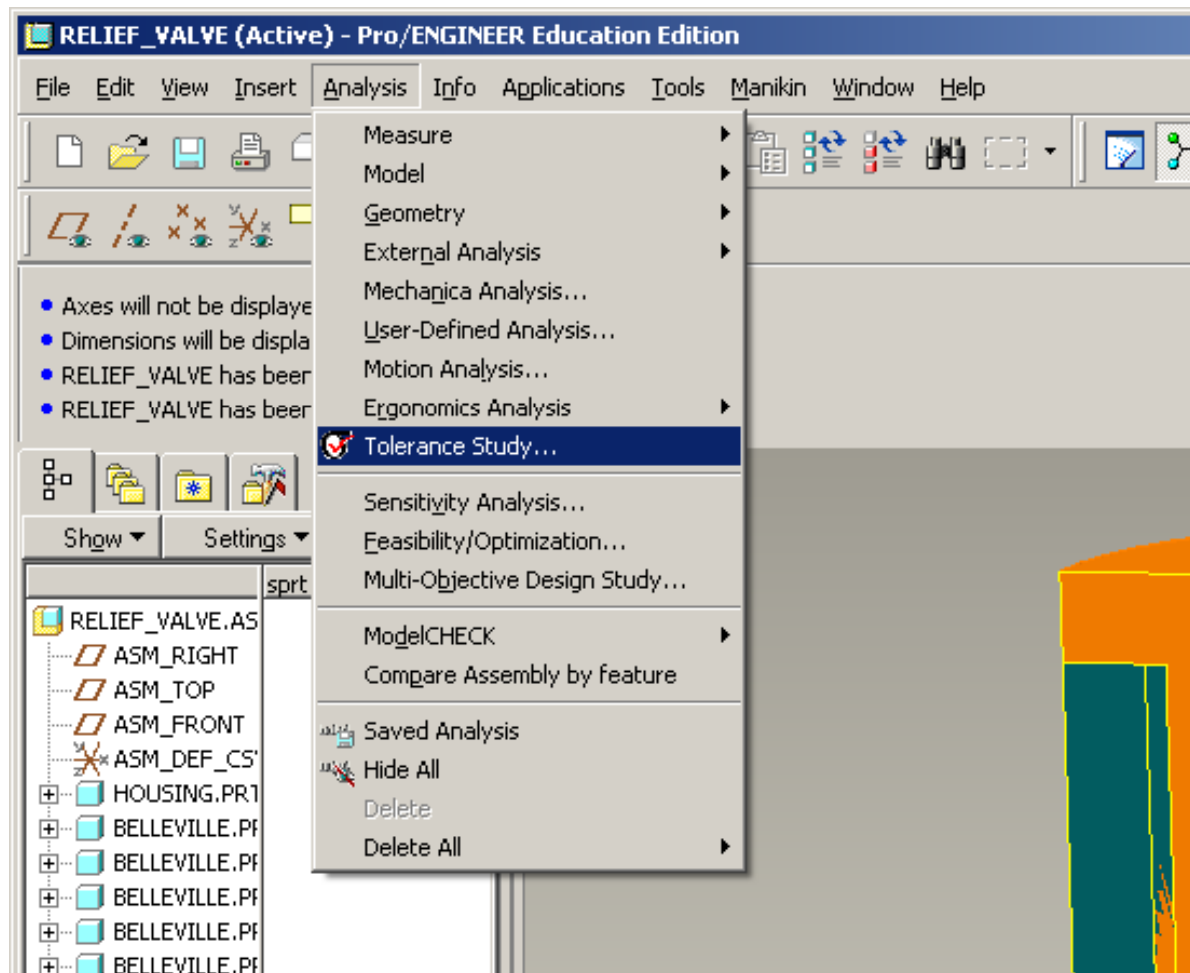 RELIEF_VALVE (Active) - Pro/ENGINEER Education Edition
File Edit View Insert Analysis Info Applications Tools Manikin Window Help
Measure
Model
Geometry
External Analysis
Mechanica Analysis...
User-Defined Analysis...
Motion Analysis...
Ergonomics Analysis
Tolerance Study...
Sensitivity Analysis...
Feasibility/Optimization...
Multi-Objective Design Study...
ModelCHECK
Compare Assembly by feature
Saved Analysis
Hide All
Delete
Delete All
Axes will not be displaye
Dimensions will be displa
RELIEF_VALVE has beer
RELIEF_VALVE has beer
Show Settings
sprt
RELIEF_VALVE.AS
ASM_RIGHT
ASM_TOP
ASM_FRONT
ASM_DEF_CS
HOUSING.PRT
BELLEVILLE.PF
BELLEVILLE.PF
BELLEVILLE.PF
BELLEVILLE.PF
BELLEVILLE.PF